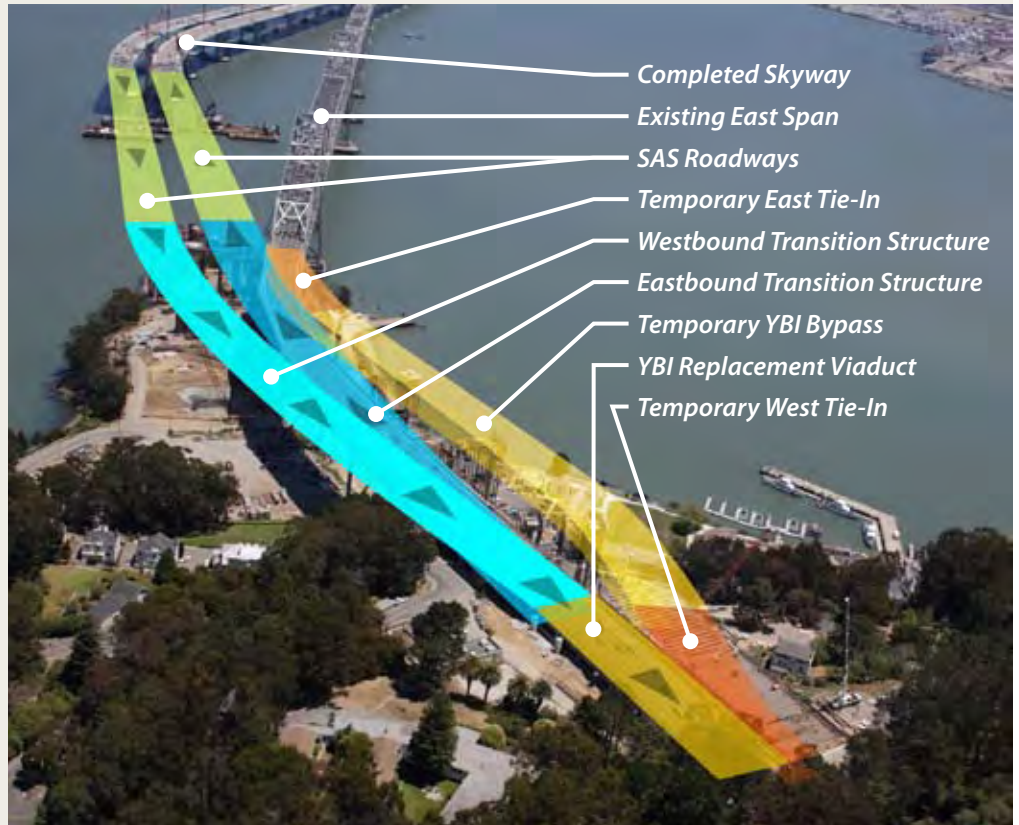 Completed Skyway
Existing East Span
SAS Roadways
Temporary East Tie-In
Westbound Transition Structure
Eastbound Transition Structure
Temporary YBI Bypass
YBI Replacement Viaduct
Temporary West Tie-In